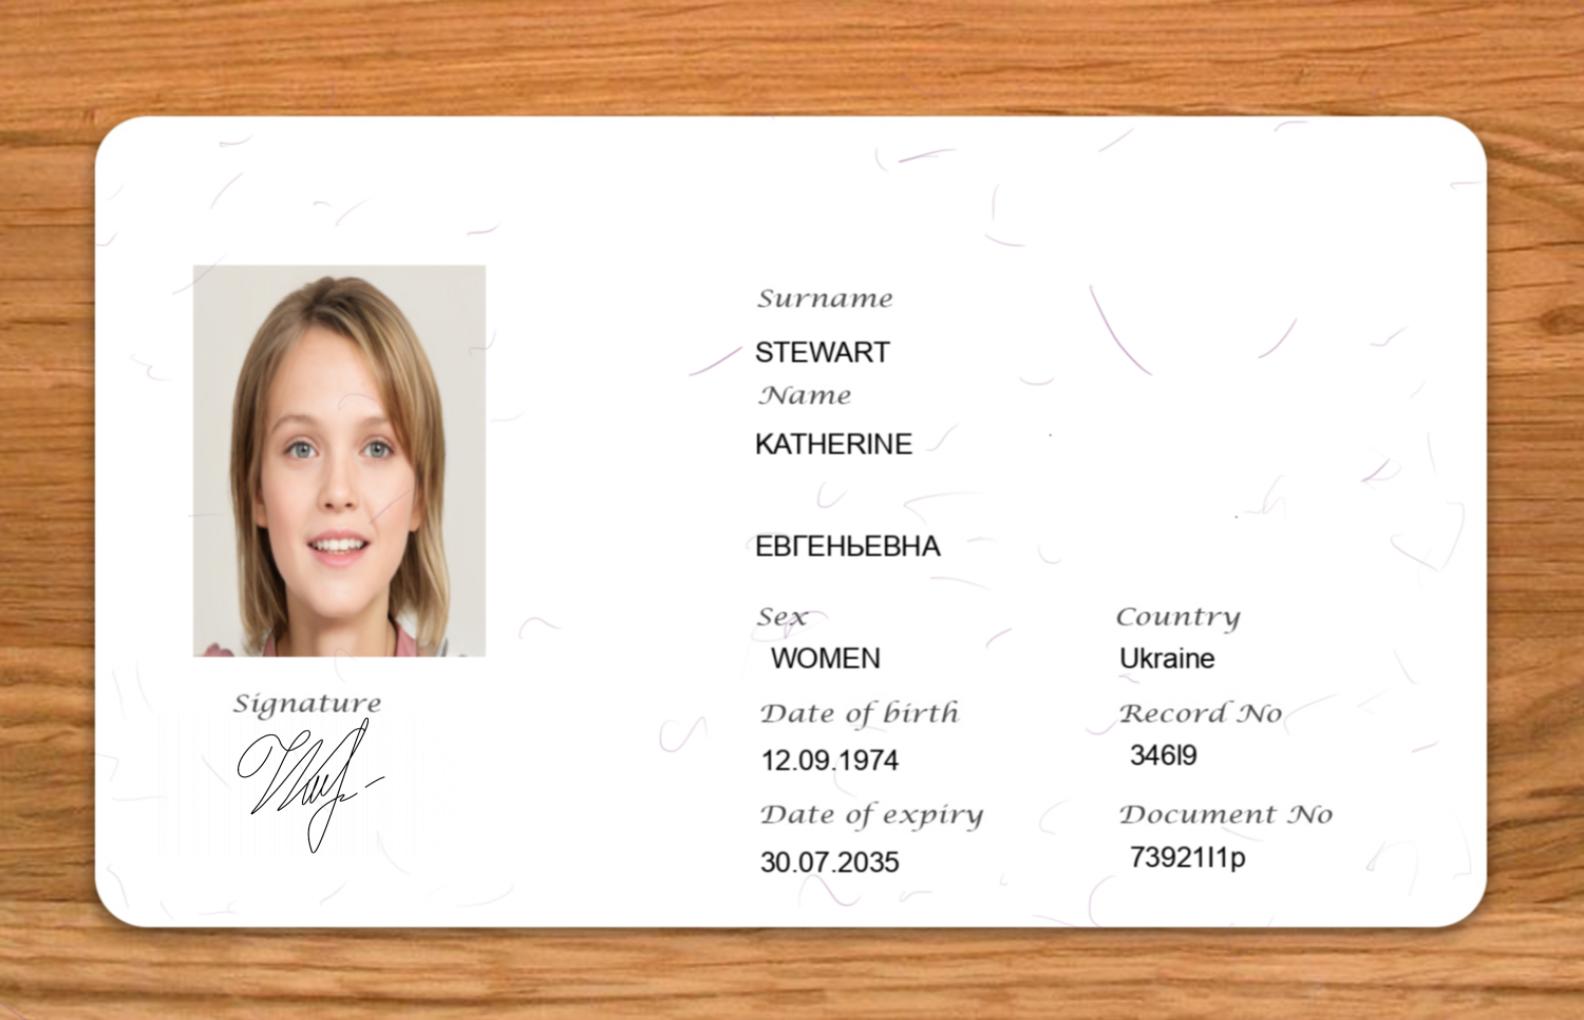 Surname
STEWART
Name
KATHERINE
ЕВГЕНЬЕВНА
Sex
Country
WOMEN
Ukraine
Date of birth
Record No
12.09.1974
346l9
Date of expiry
Document No
30.07.2035
73921l1p
Signature